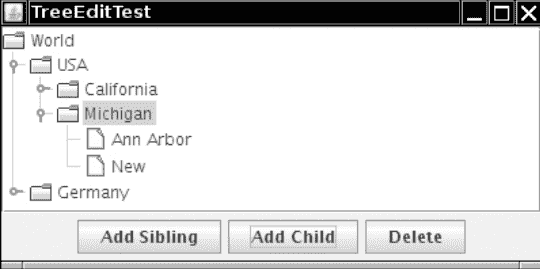 TreeEditTest
World
USA
California
Michigan
Ann Arbor
New
Germany
Add Sibling Add Child Delete